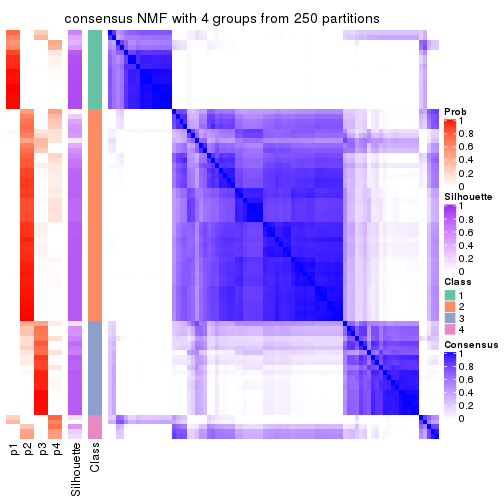 consensus NMF with 4 groups from 250 partitions
Prob
1
0.8
0.6
0.4
0.2
0
Silhouette
1
0.8
0.6
0.4
0.2
0
Class
1
2
3
4
Consensus
1
0.8
0.6
0.4
0.2
0
p1
p2
p3
p4
Silhouette
Class